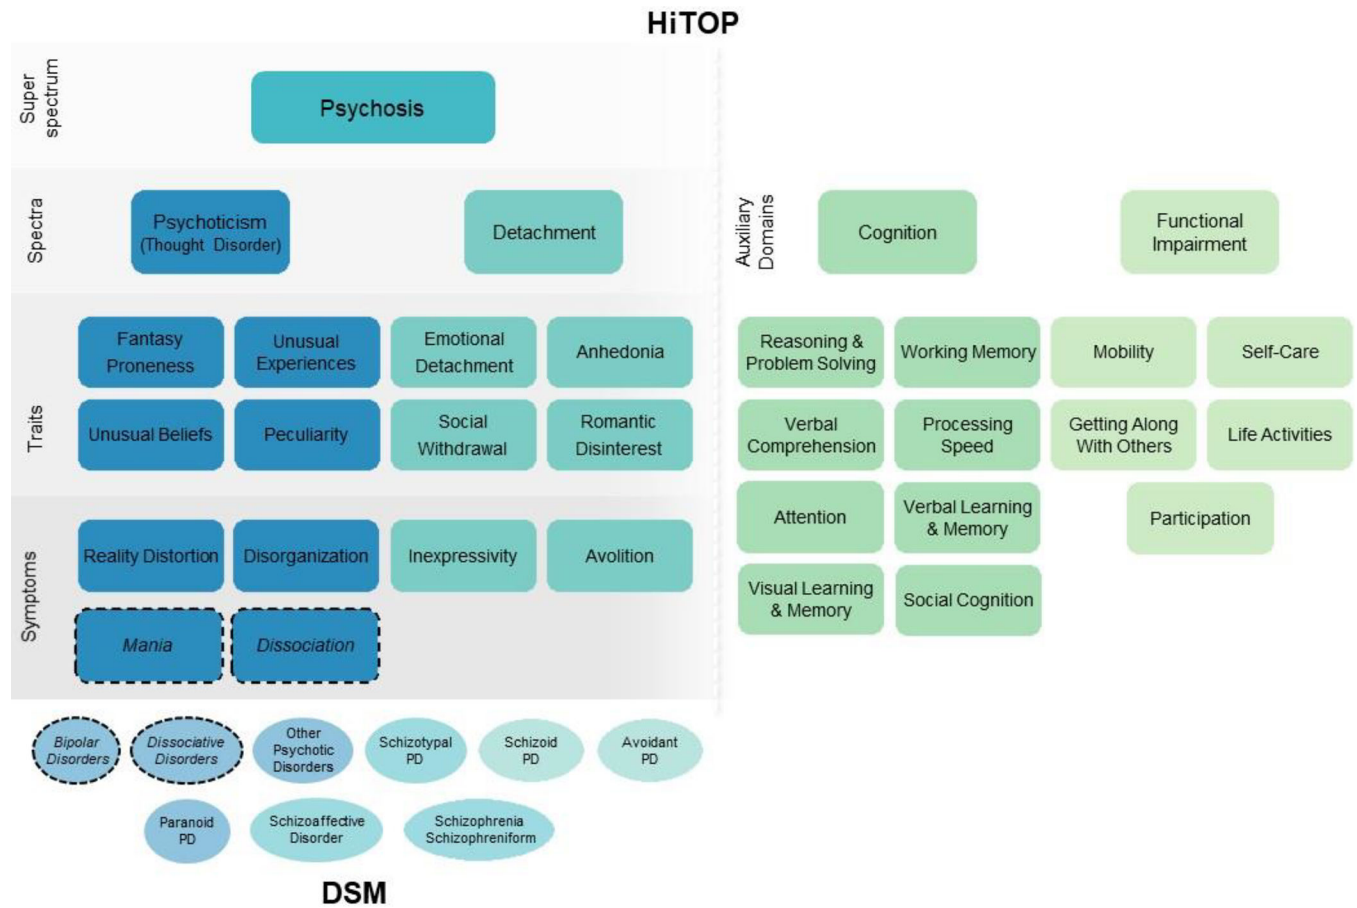 HiTOP
Super
spectrum
Psychosis
Spectra
Psychoticism
(Thought Disorder)
Detachment
Auxiliary
Domains
Cognition
Functional
Impairment
Traits
Fantasy
Proneness
Unusual
Experiences
Emotional
Detachment
Anhedonia
Unusual Beliefs
Peculiarity
Social
Withdrawal
Romantic
Disinterest
Reasoning &
Problem Solving
Working Memory
Mobility
Self-Care
Verbal
Comprehension
Processing
Speed
Getting Along
With Others
Life Activities
Attention
Verbal Learning
& Memory
Participation
Visual Learning
& Memory
Social Cognition
Symptoms
Reality Distortion
Disorganization
Inexpressivity
Avolition
Mania
Dissociation
Bipolar
Disorders
Dissociative
Disorders
Other
Psychotic
Disorders
Schizotypal
PD
Schizoid
PD
Avoidant
PD
Paranoid
PD
Schizoaffective
Disorder
Schizophrenia
Schizophreniform
DSM